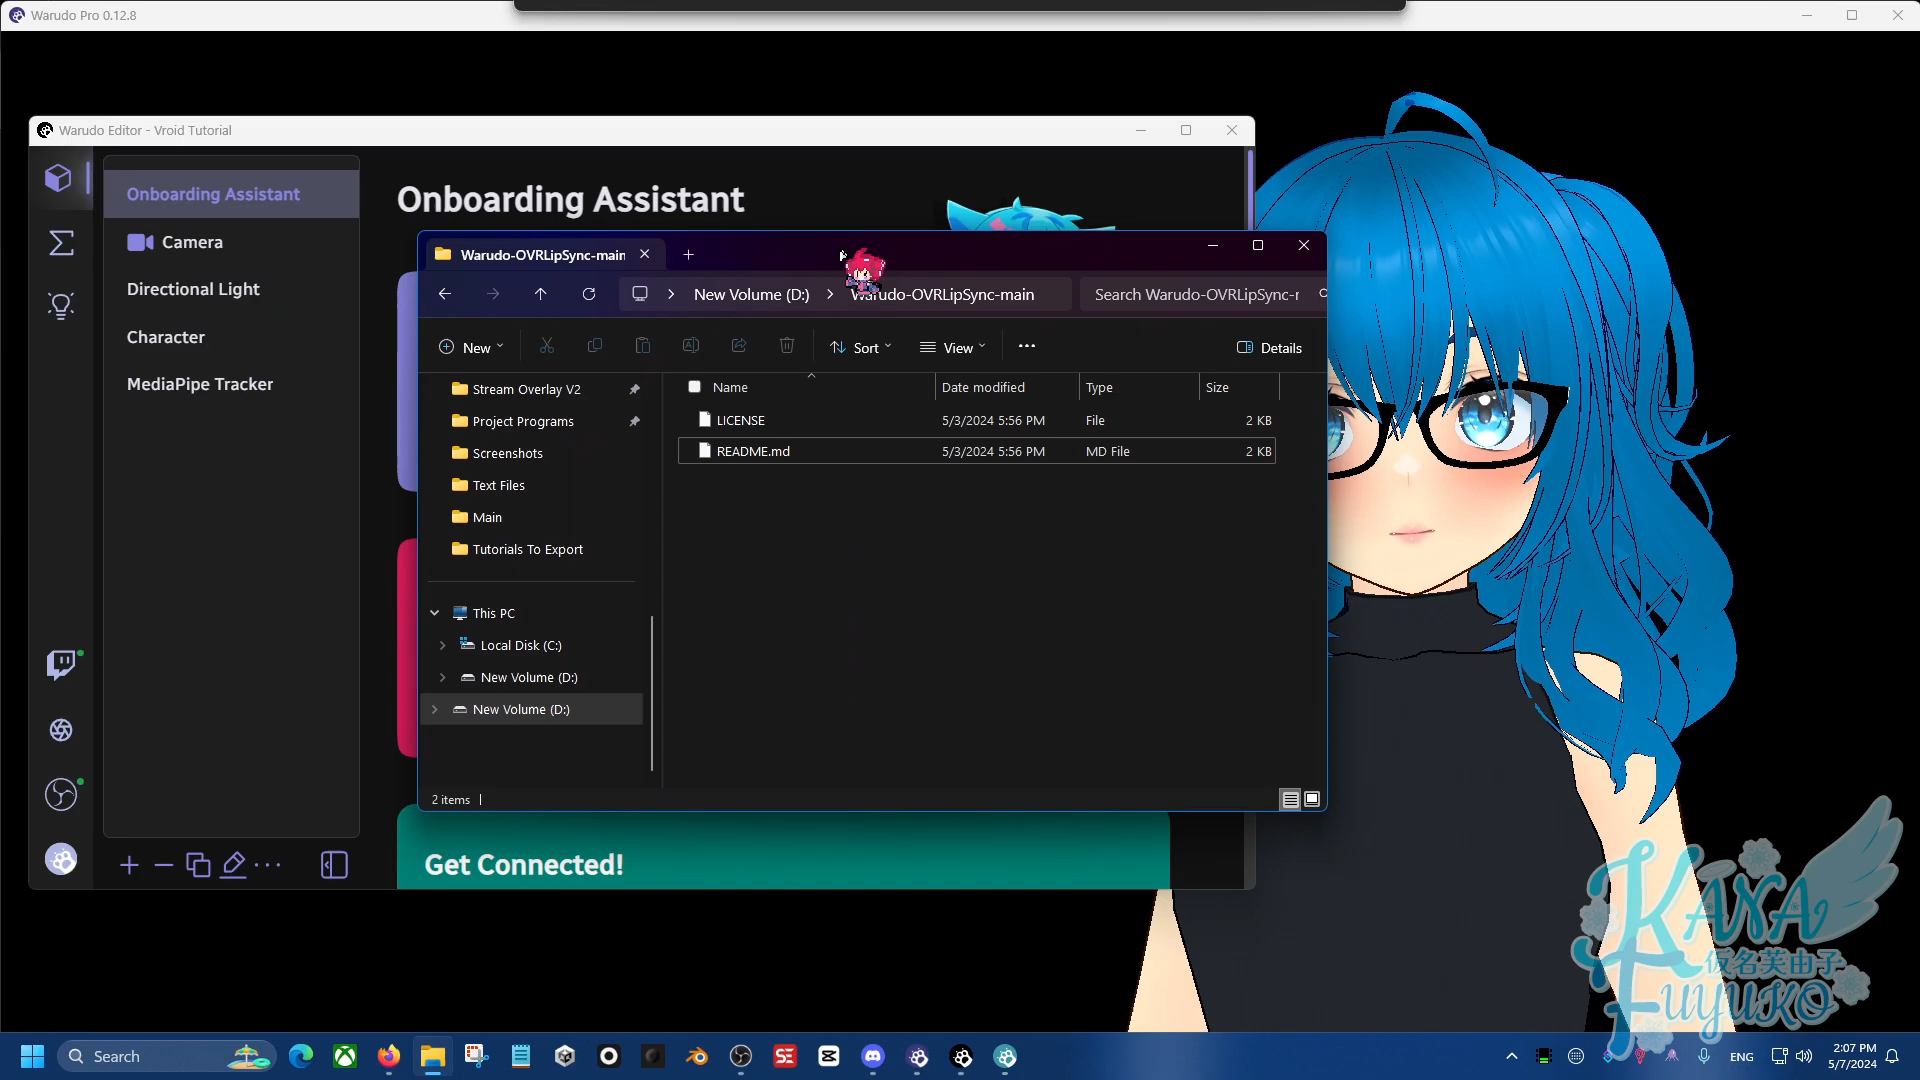 Warudo Pro 0.12.8
Warudo Editor - Vroid Tutorial
Onboarding Assistant
Camera
Directional Light
Character
MediaPipe Tracker
Onboarding Assistant
Warudo-OVRLipSync-main
New Volume (D:)
Warudo-OVRLipSync-main
Search Warudo-OVRLipSync-r
New
Sort
View
Details
Stream Overlay V2
Project Programs
Screenshots
Text Files
Main
Tutorials To Export
This PC
Local Disk (C:)
New Volume (D:)
New Volume (D:)
Name Date modified Type Size
LICENSE 5/3/2024 5:56 PM File 2 KB
README.md 5/3/2024 5:56 PM MD File 2 KB
2 items
Get Connected!
KANA
仮名芙由子
FUYUKO
Search
SE
ENG
2:07 PM
5/7/2024